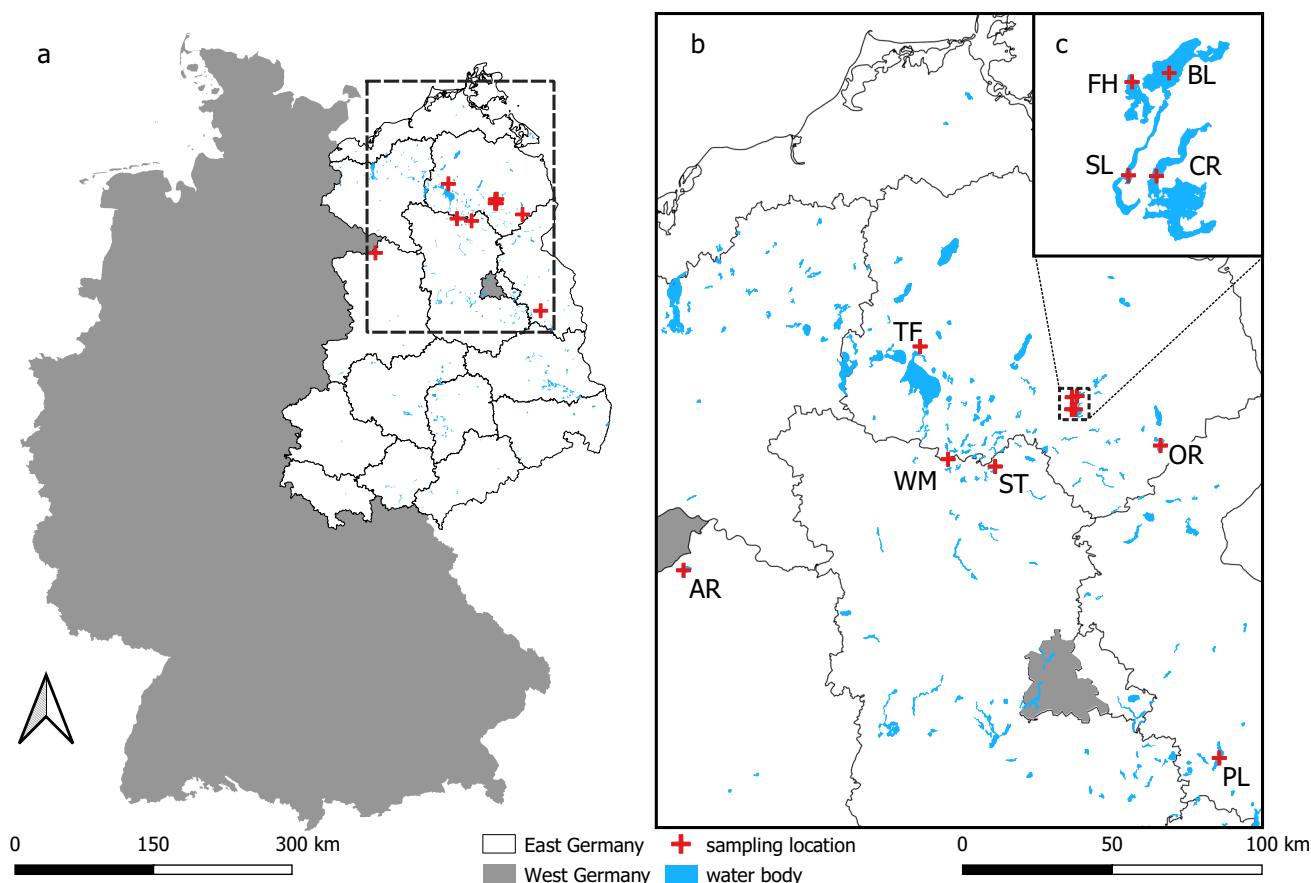 a
b
c
FH
BL
SL
CR
TF
WM
ST
OR
AR
PL
0 150 300 km
East Germany
West Germany
sampling location
water body
0 50 100 km